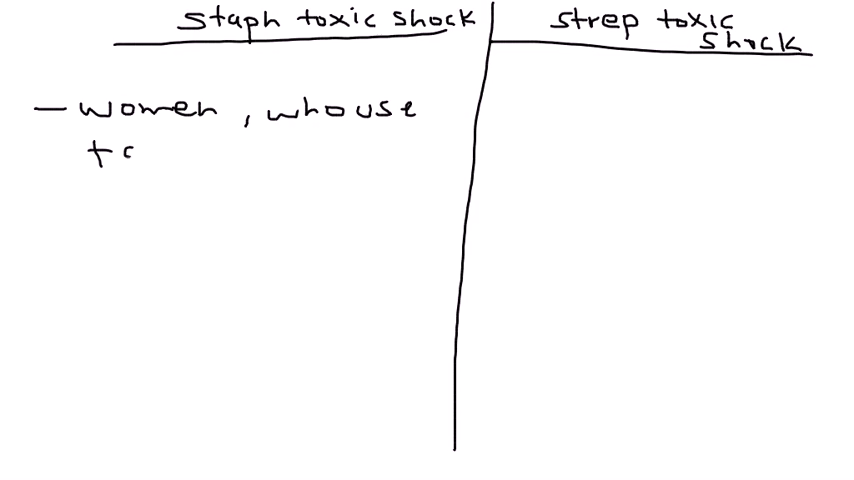 staph toxic shock
strep toxic
shock
— women, who use